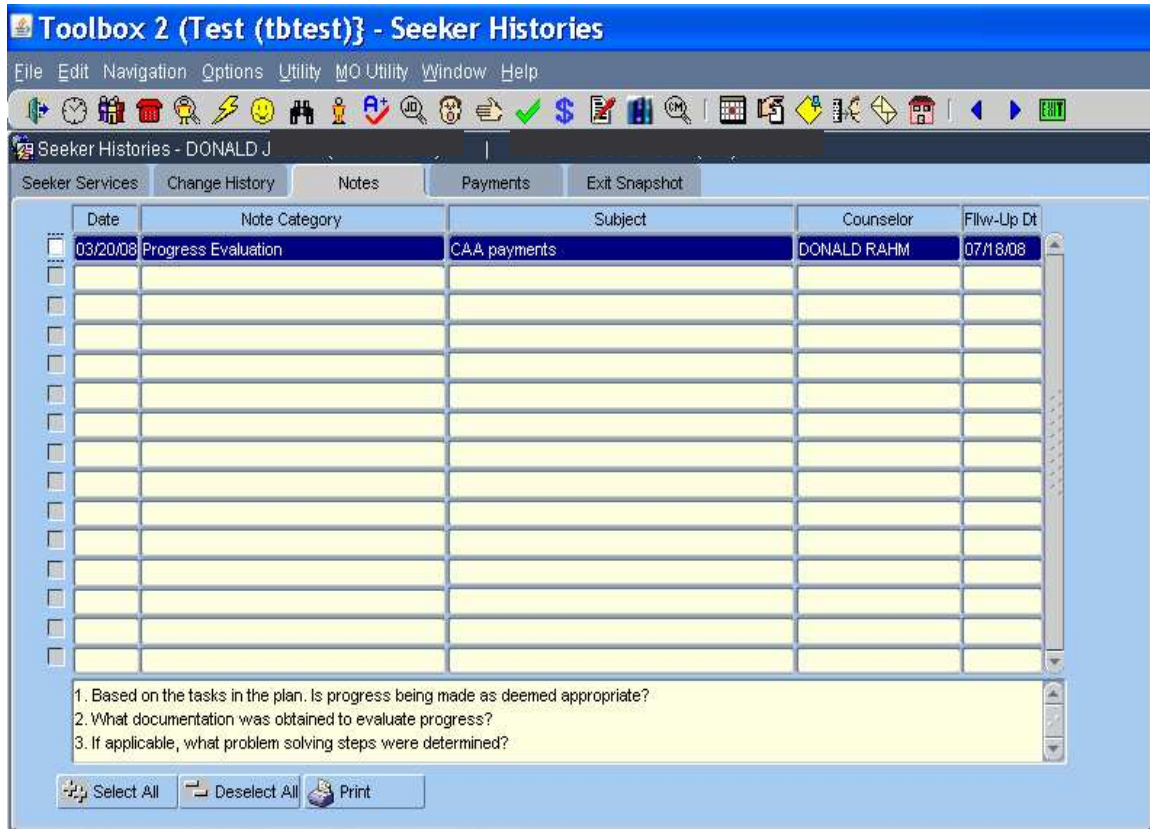 Toolbox 2 (Test (tbtest)} - Seeker Histories
File Edit Navigation Options Utility MO Utility Window Help
Seeker Histories - DONALD J
Seeker Services Change History Notes Payments Exit Snapshot
Date Note Category Subject Counselor Fllw-Up Dt
03/20/08 Progress Evaluation CAA payments DONALD RAHM 07/18/08
1. Based on the tasks in the plan. Is progress being made as deemed appropriate?
2. What documentation was obtained to evaluate progress?
3. If applicable, what problem solving steps were determined?
Select All Deselect All Print